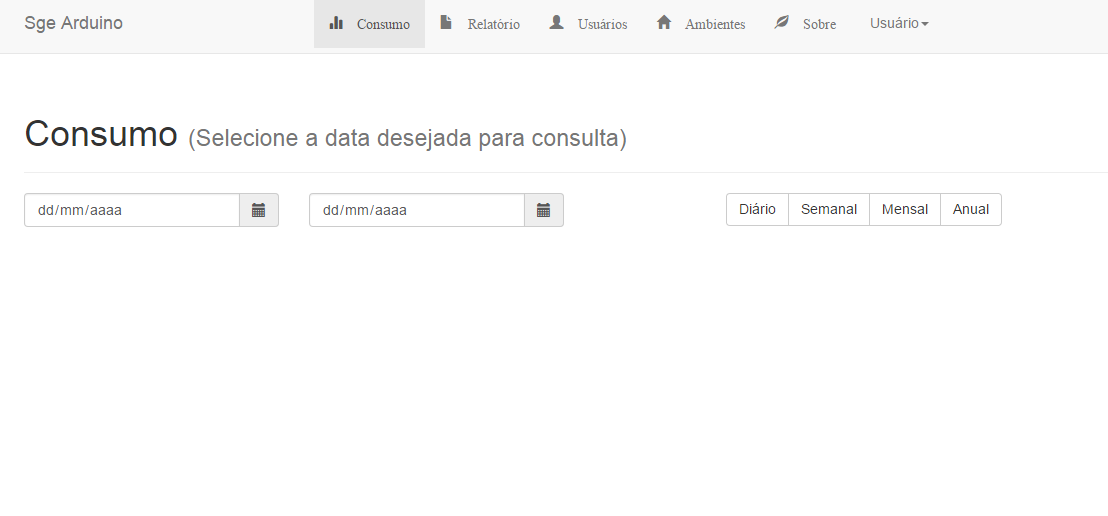 Sge Arduino Consumo Relatório Usuários Ambientes Sobre Usuário
Consumo (Selecione a data desejada para consulta)
dd/mm/aaaa dd/mm/aaaa Diário Semanal Mensal Anual